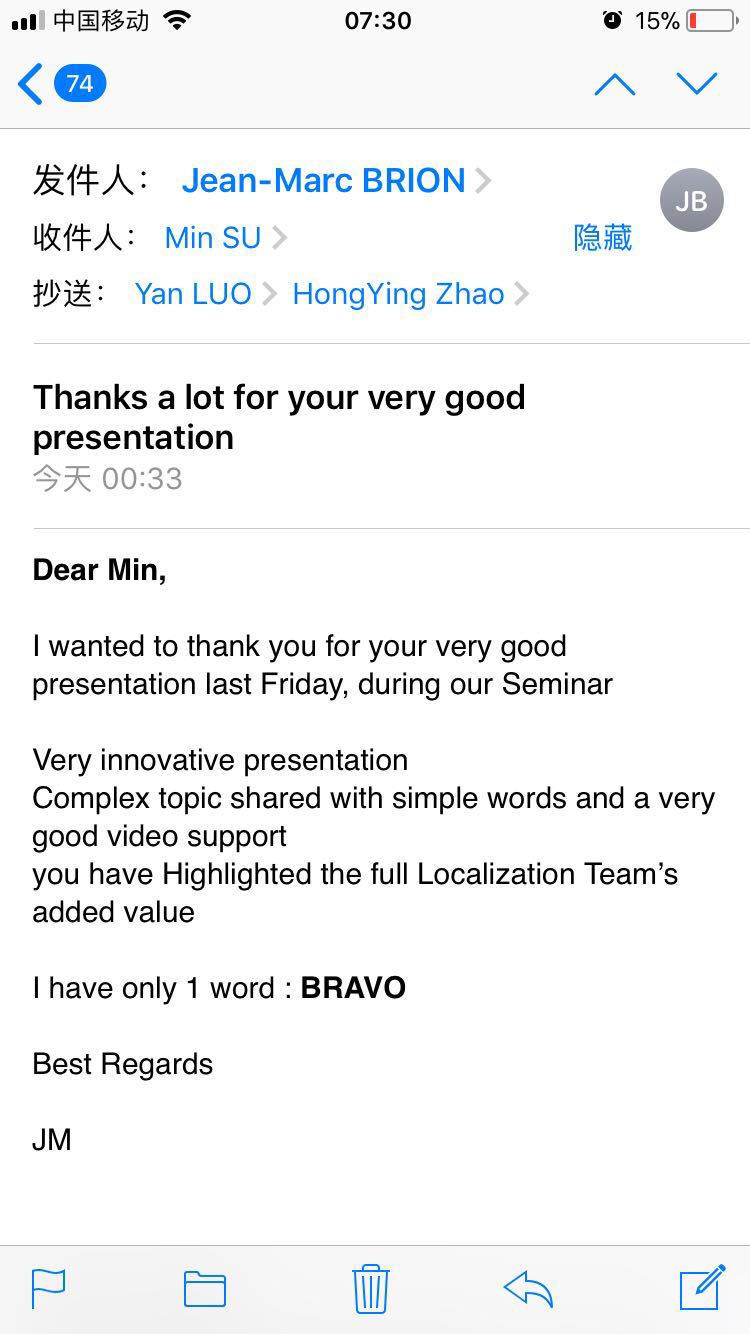 中国移动 07:30 15%
74
发件人： Jean-Marc BRION
JB
收件人： Min SU 隐藏
抄送： Yan LUO HongYing Zhao
Thanks a lot for your very good
presentation
今天 00:33
Dear Min,
I wanted to thank you for your very good
presentation last Friday, during our Seminar
Very innovative presentation
Complex topic shared with simple words and a very
good video support
you have Highlighted the full Localization Team’s
added value
I have only 1 word : BRAVO
Best Regards
JM